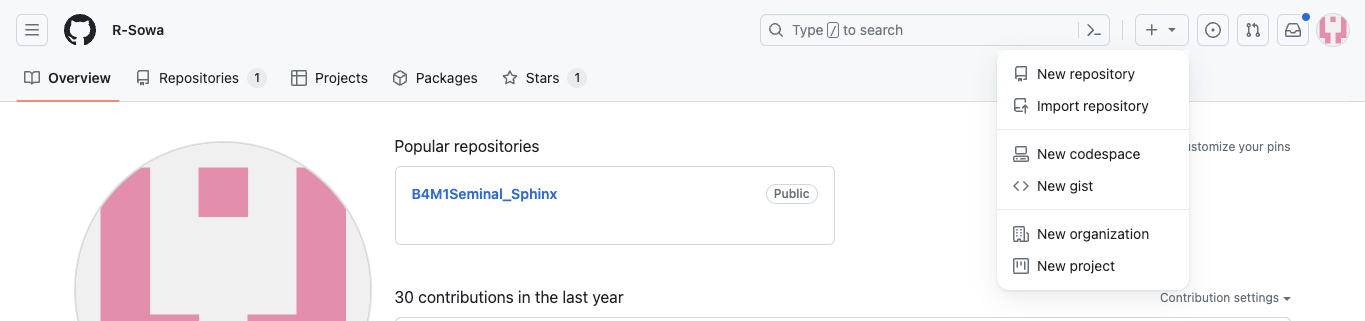 R-Sowa
Type / to search
Overview
Repositories 1
Projects
Packages
Stars 1
New repository
Import repository
New codespace
New gist
New organization
New project
Popular repositories
ustomize your pins
B4M1Seminal_Sphinx
Public
30 contributions in the last year
Contribution settings